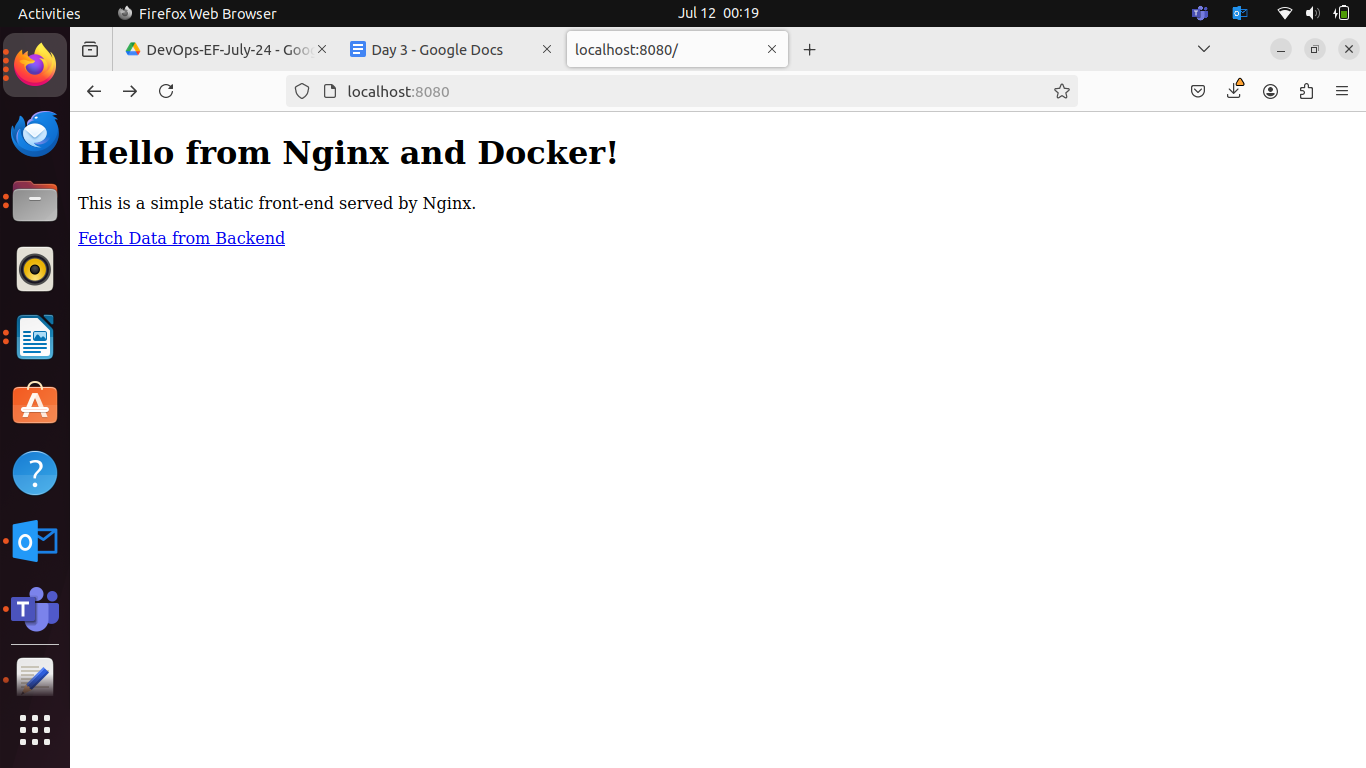 Activities Firefox Web Browser Jul 12 00:19
DevOps-EF-July-24 - Goo Day 3 - Google Docs localhost:8080/
localhost:8080
Hello from Nginx and Docker!
This is a simple static front-end served by Nginx.
Fetch Data from Backend